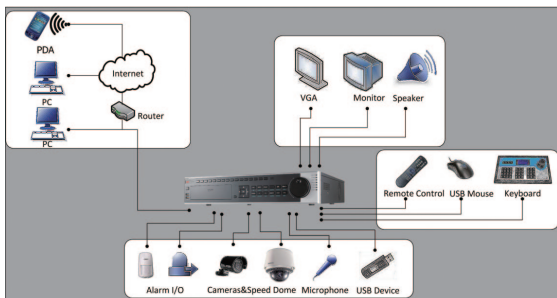 PDA
Internet
PC
Router
PC
VGA
Monitor
Speaker
Remote Control
USB Mouse
Keyboard
Alarm I/O
Cameras&Speed Dome
Microphone
USB Device